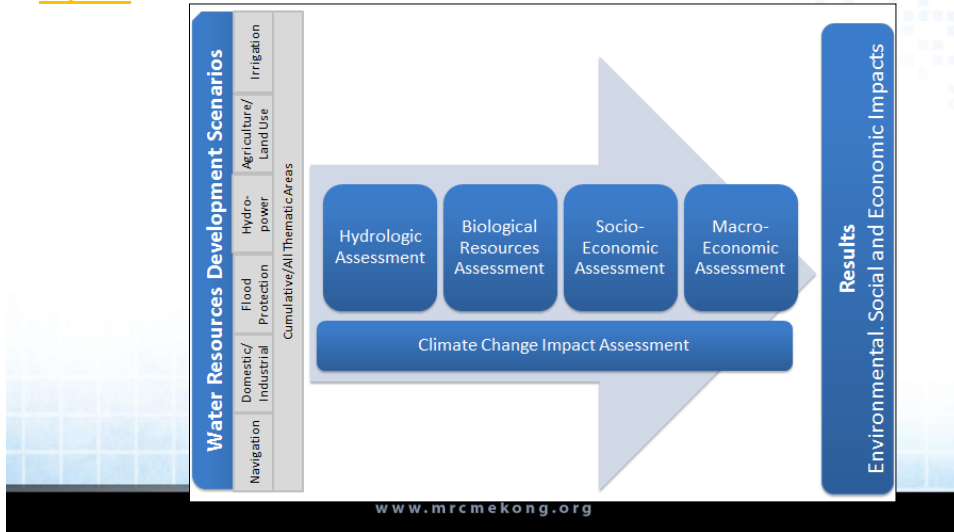 Water Resources Development Scenarios
Irrigation
Agriculture/
Land Use
Hydro-
power
Flood
Protection
Domestic/
Industrial
Navigation
Cumulative/All Thematic Areas
Hydrologic
Assessment
Biological
Resources
Assessment
Socio-
Economic
Assessment
Macro-
Economic
Assessment
Climate Change Impact Assessment
Results
Environmental. Social and Economic Impacts
www.mrcmekong.org